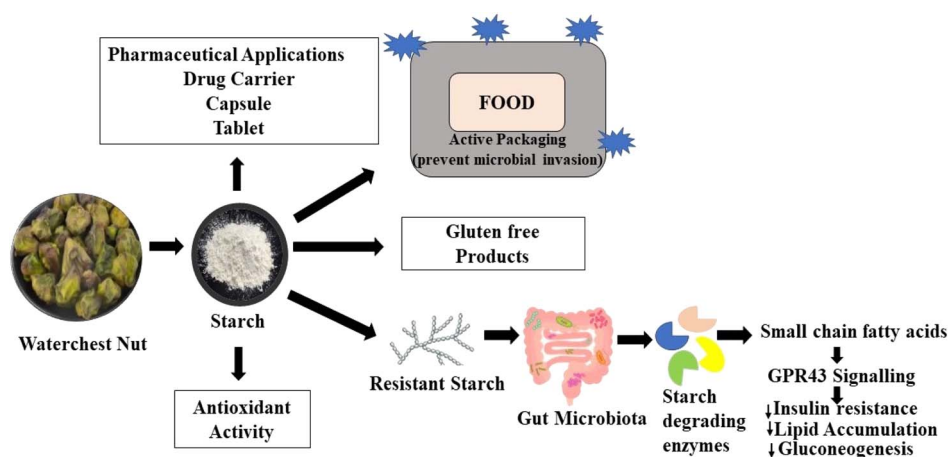 Pharmaceutical Applications
Drug Carrier
Capsule
Tablet
FOOD
Active Packaging
(prevent microbial invasion)
Gluten free
Products
Waterchest Nut
Starch
Antioxidant
Activity
Resistant Starch
Gut Microbiota
Starch
degrading
enzymes
Small chain fatty acids
GPR43 Signalling
↓Insulin resistance
↓Lipid Accumulation
↓Gluconeogenesis